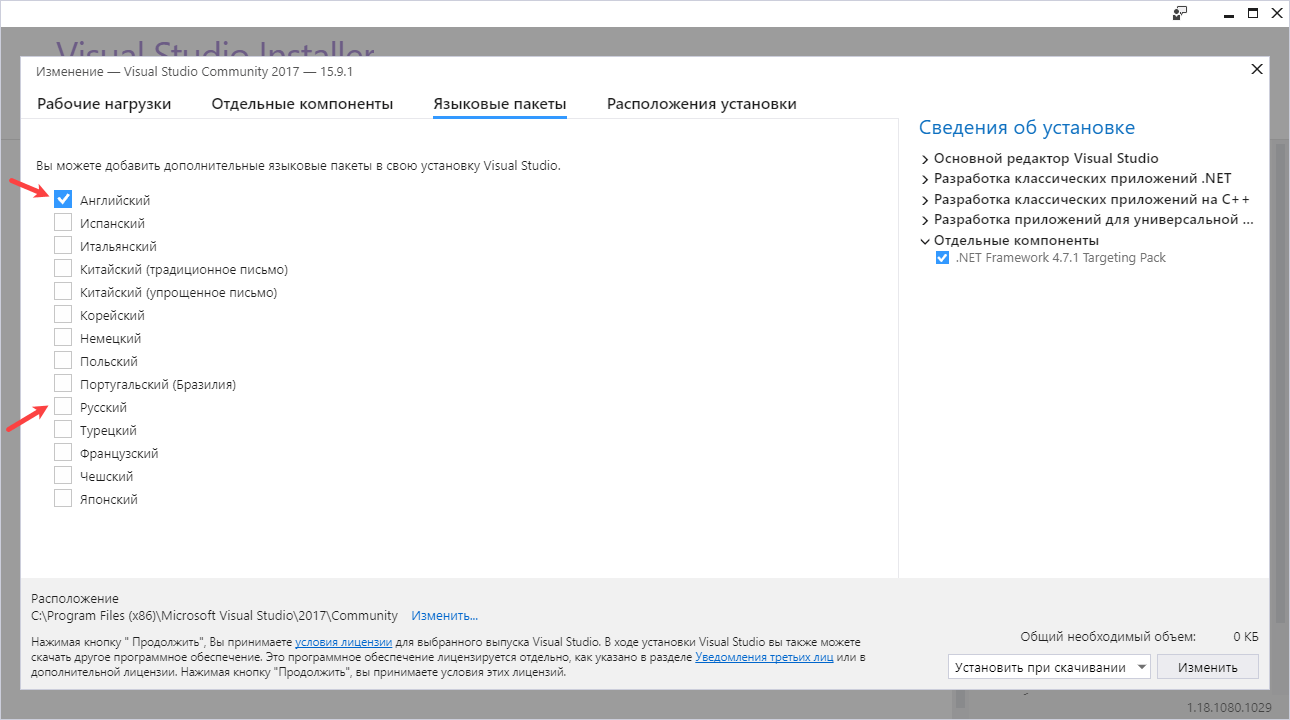 Visual Studio Installer
Изменение — Visual Studio Community 2017 — 15.9.1
Рабочие нагрузки Отдельные компоненты Языковые пакеты Расположения установки
Вы можете добавить дополнительные языковые пакеты в свою установку Visual Studio.
Английский
Испанский
Итальянский
Китайский (традиционное письмо)
Китайский (упрощенное письмо)
Корейский
Немецкий
Польский
Португальский (Бразилия)
Русский
Турецкий
Французский
Чешский
Японский
Сведения об установке
Основной редактор Visual Studio
Разработка классических приложений .NET
Разработка классических приложений на C++
Разработка приложений для универсальной ...
Отдельные компоненты
.NET Framework 4.7.1 Targeting Pack
Расположение
C:\Program Files (x86)\Microsoft Visual Studio\2017\Community Изменить...
Нажимая кнопку " Продолжить", Вы принимаете условия лицензии для выбранного выпуска Visual Studio. В ходе установки Visual Studio вы также можете
скачать другое программное обеспечение. Это программное обеспечение лицензируется отдельно, как указано в разделе Уведомления третьих лиц или в
дополнительной лицензии. Нажимая кнопку "Продолжить", вы принимаете условия этих лицензий.
Общий необходимый объем: 0 КБ
Установить при скачивании Изменить
1.18.1080.1029